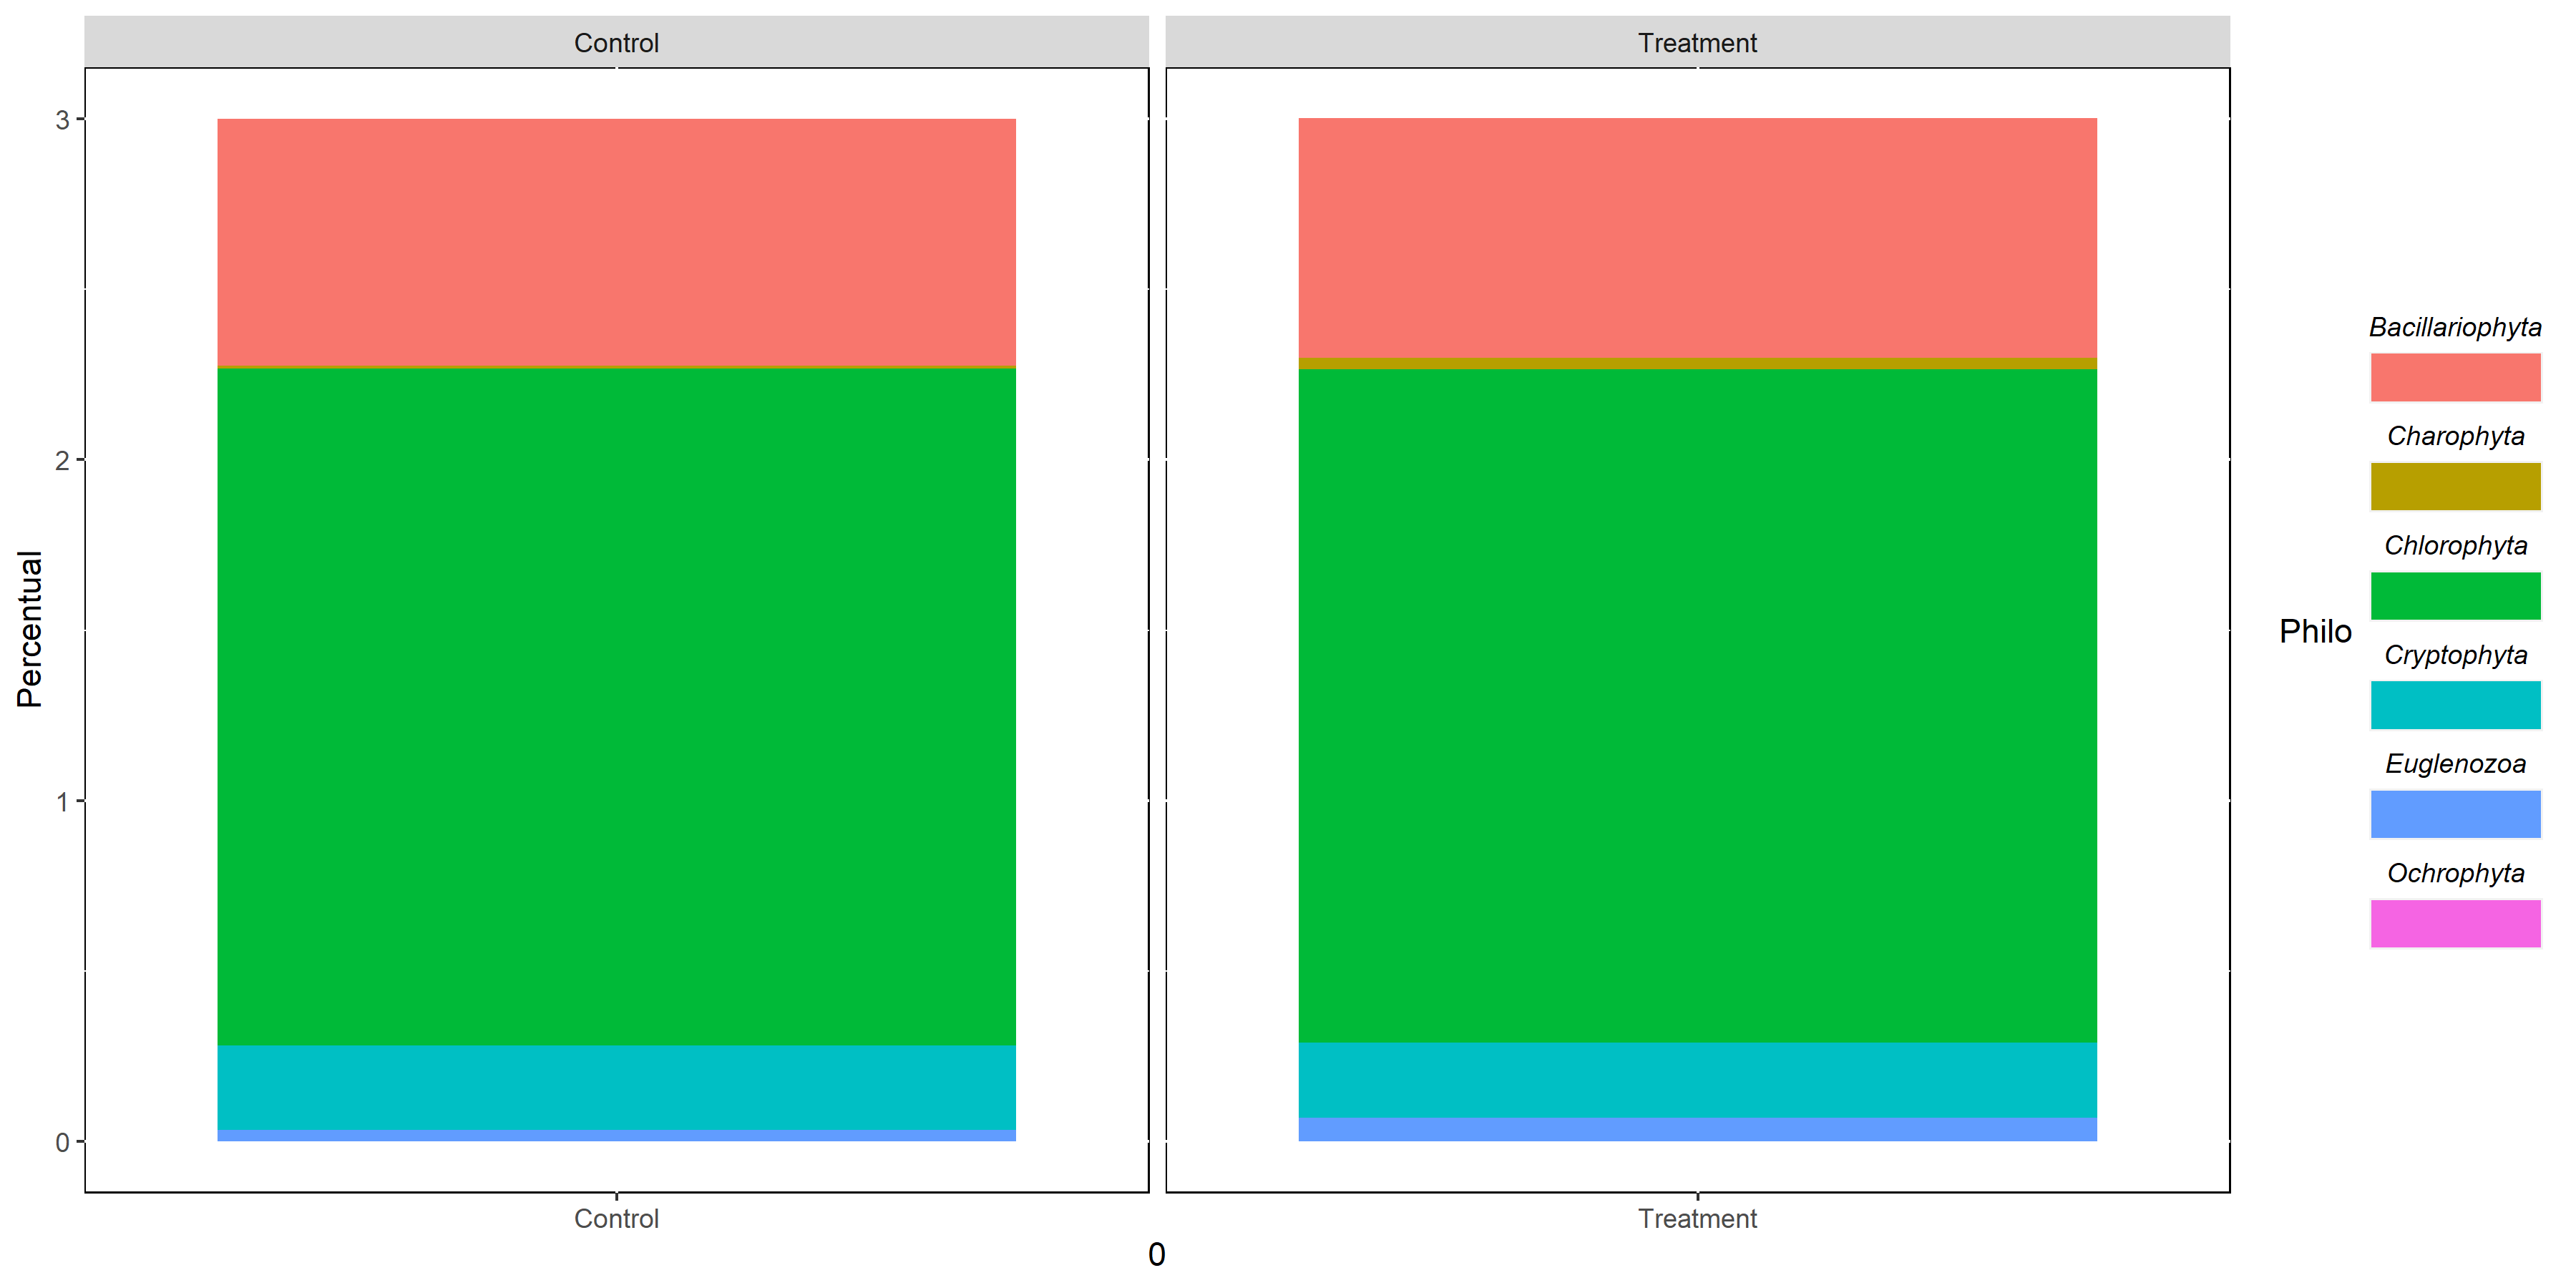 Control
Treatment
3
2
1
0
Percentual
Control
Treatment
0
Philo
Bacillariophyta
Charophyta
Chlorophyta
Cryptophyta
Euglenozoa
Ochrophyta